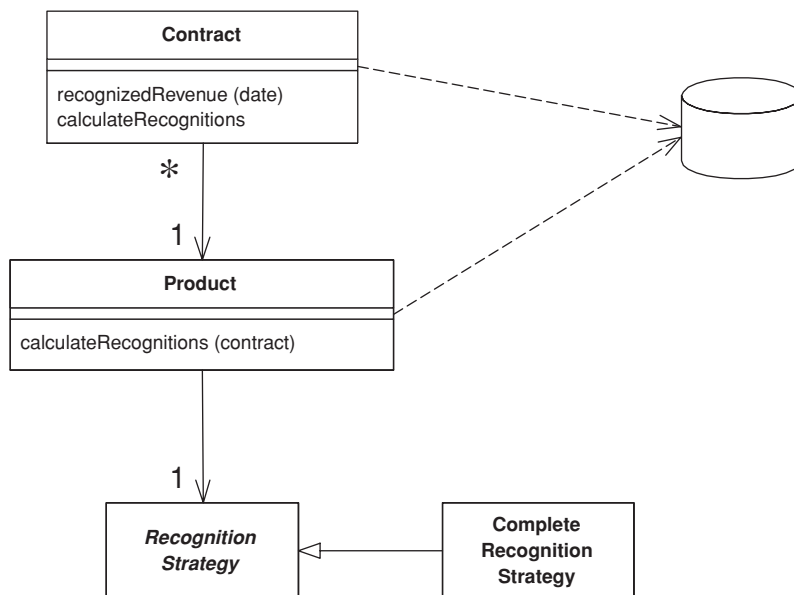 Contract
recognizedRevenue (date)
calculateRecognitions
*
1
Product
calculateRecognitions (contract)
1
Recognition
Strategy
Complete
Recognition
Strategy